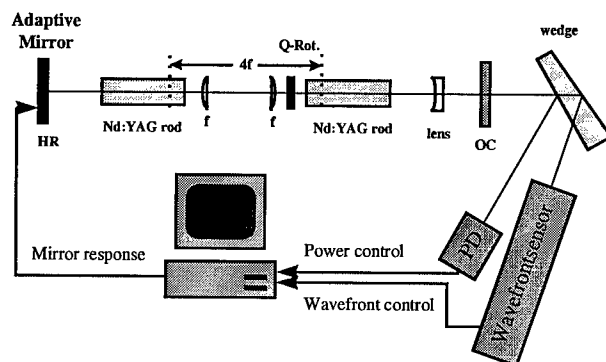 Adaptive
Mirror
Q-Rot.
wedge
4f
f
f
HR
Nd:YAG rod
Nd:YAG rod
lens
OC
PD
Wavefrontsensor
Mirror response
Power control
Wavefront control